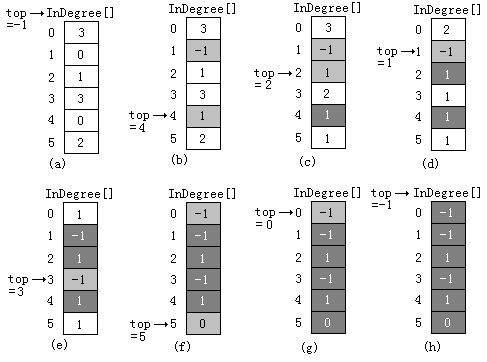 top
=-1
InDegree[]
0 3
1 0
2 1
3 3
4 0
5 2
(a)
InDegree[]
0 3
1 -1
2 1
3 3
top
=4
4 1
5 2
(b)
InDegree[]
0 3
1 -1
top
=2
2 1
3 2
4 1
5 1
(c)
InDegree[]
0 2
top
=1
1 -1
2 1
3 1
4 1
5 1
(d)
InDegree[]
0 1
1 -1
2 1
top
=3
3 -1
4 1
5 1
(e)
InDegree[]
0 -1
1 -1
2 1
3 -1
4 1
top
=5
5 0
(f)
InDegree[]
top
=0
0 -1
1 -1
2 1
3 -1
4 1
5 0
(g)
top
=-1
InDegree[]
0 -1
1 -1
2 1
3 -1
4 1
5 0
(h)